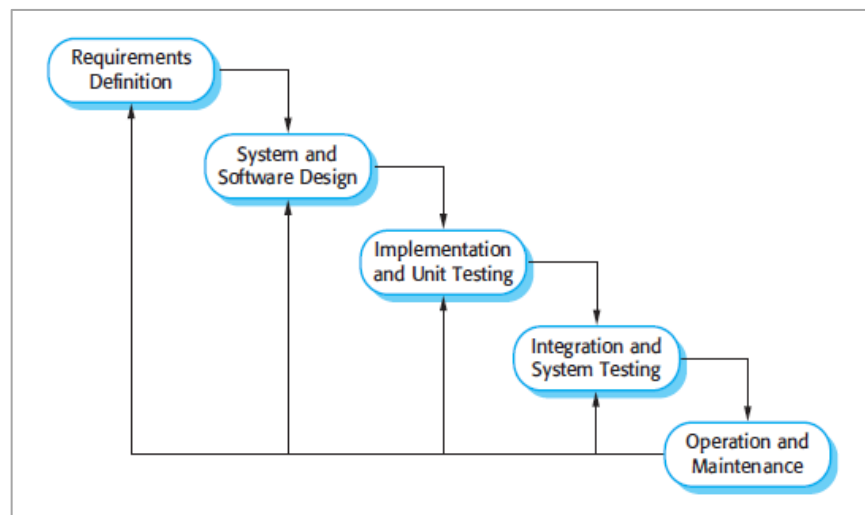 Requirements
Definition
System and
Software Design
Implementation
and Unit Testing
Integration and
System Testing
Operation and
Maintenance